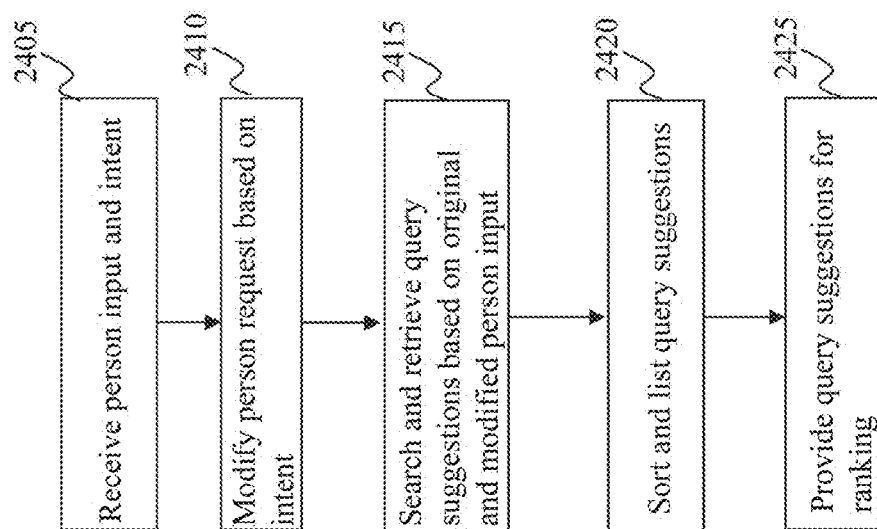 2405
Receive person input and intent
2410
Modify person request based on
intent
2415
Search and retrieve query
suggestions based on original
and modified person input
2420
Sort and list query suggestions
2425
Provide query suggestions for
ranking